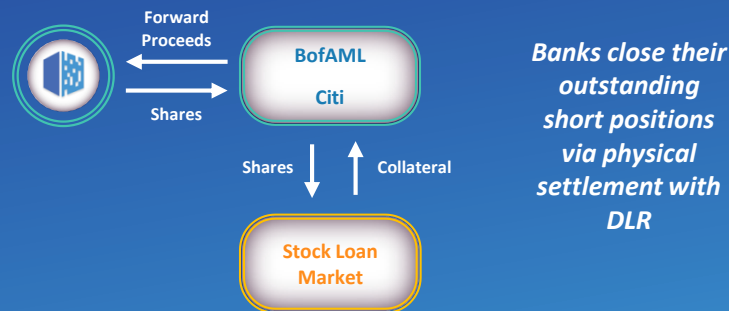 Forward
Proceeds
BofAML
Citi
Shares
Shares
Collateral
Stock Loan
Market
Banks close their
outstanding
short positions
via physical
settlement with
DLR